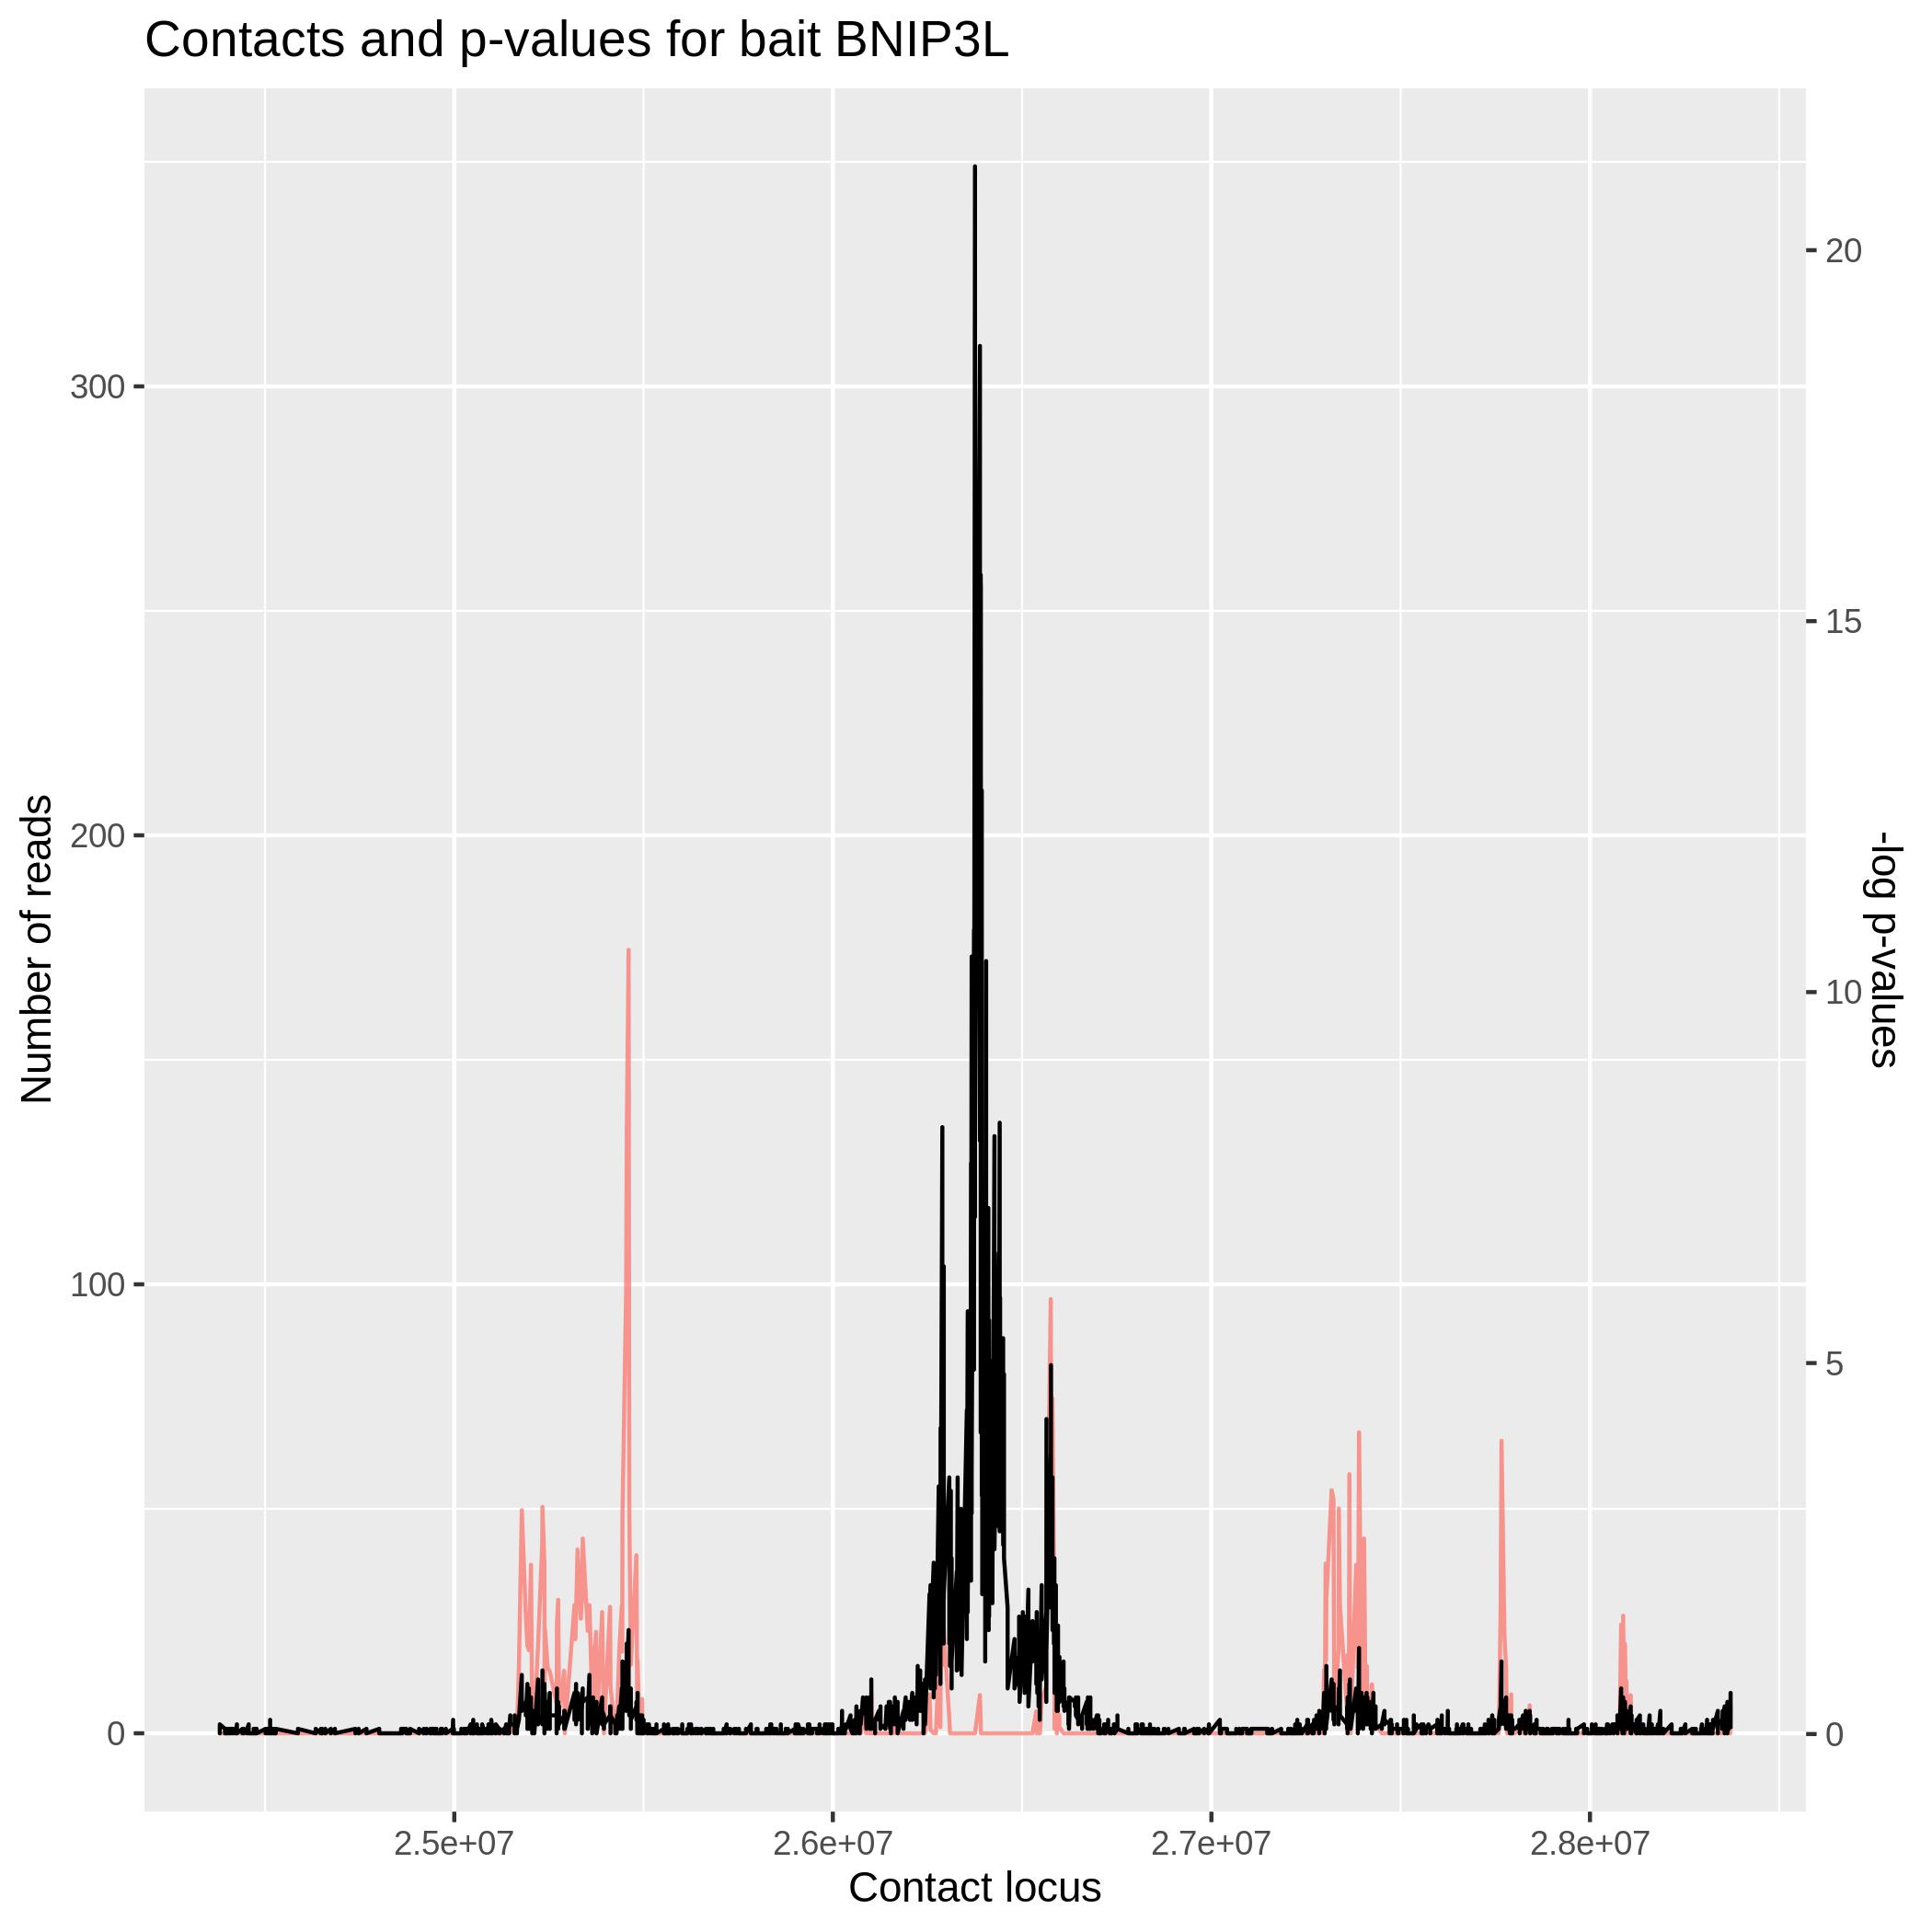 Contacts and p-values for bait BNIP3L
Number of reads
300
200
100
0
20
15
10
5
0
-log p-values
2.5e+07
2.6e+07
2.7e+07
2.8e+07
Contact locus